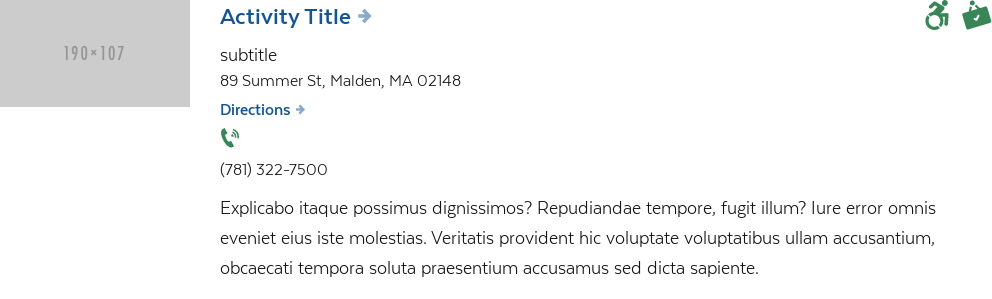 190×107
Activity Title
subtitle
89 Summer St, Malden, MA 02148
Directions
(781) 322-7500
Explicabo itaque possimus dignissimos? Repudiandae tempore, fugit illum? Iure error omnis
eveniet eius iste molestias. Veritatis provident hic voluptate voluptatibus ullam accusantium,
obcaecati tempora soluta praesentium accusamus sed dicta sapiente.